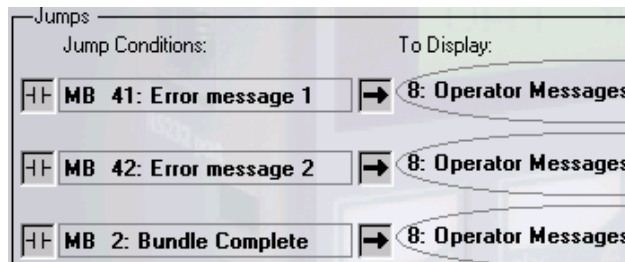 Jumps
Jump Conditions: To Display:
MB 41: Error message 1 8: Operator Messages
MB 42: Error message 2 8: Operator Messages
MB 2: Bundle Complete 8: Operator Messages